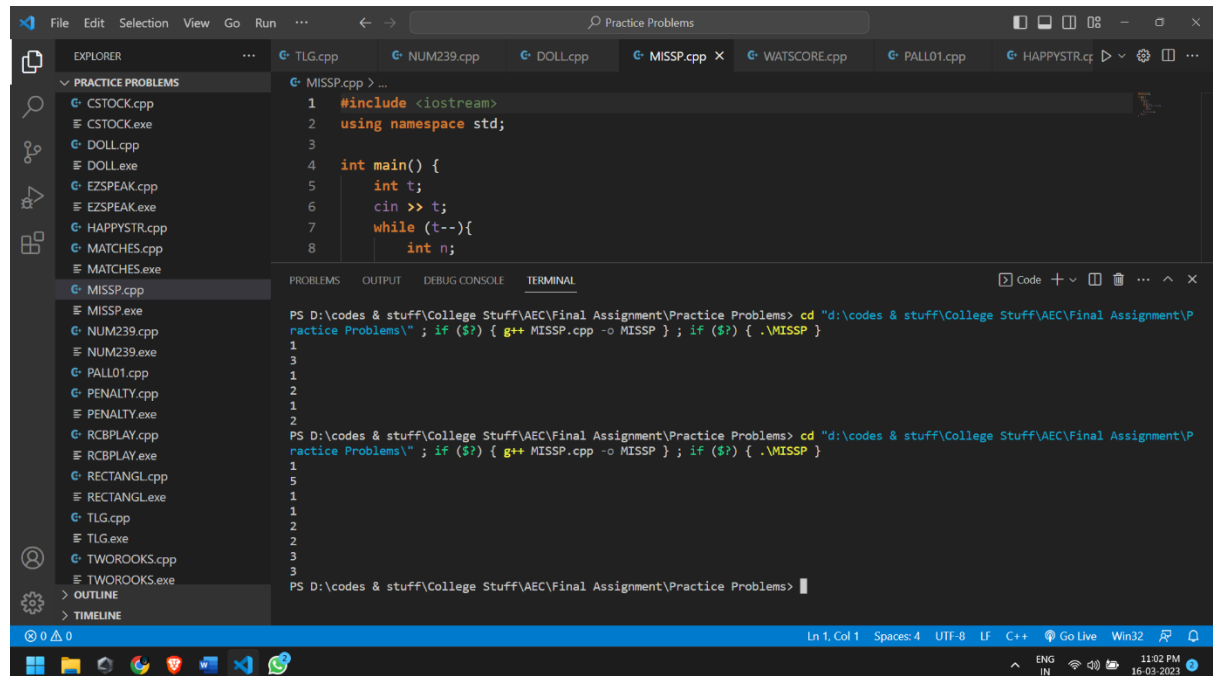 File Edit Selection View Go Run ... Practice Problems
EXPLORER ... TLG.cpp NUM239.cpp DOLL.cpp MISSP.cpp WATSCORE.cpp PALL01.cpp HAPPYSTR.cp
PRACTICE PROBLEMS
CSTOCK.cpp
CSTOCK.exe
DOLL.cpp
DOLL.exe
EZSPEAK.cpp
EZSPEAK.exe
HAPPYSTR.cpp
MATCHES.cpp
MATCHES.exe
MISSP.cpp
MISSP.exe
NUM239.cpp
NUM239.exe
PALL01.cpp
PENALTY.cpp
PENALTY.exe
RCBPLAY.cpp
RCBPLAY.exe
RECTANGL.cpp
RECTANGL.exe
TLG.cpp
TLG.exe
TWOROOKS.cpp
TWOROOKS.exe
OUTLINE
TIMELINE
MISSP.cpp > ...
1 #include <iostream>
2 using namespace std;
3
4 int main() {
5 int t;
6 cin >> t;
7 while (t--){
8 int n;
PROBLEMS OUTPUT DEBUG CONSOLE TERMINAL Code
PS D:\codes & stuff\College Stuff\AEC\Final Assignment\Practice Problems> cd "d:\codes & stuff\College Stuff\AEC\Final Assignment\P
ractice Problems\" ; if ($?) { g++ MISSP.cpp -o MISSP } ; if ($?) { .\MISSP }
1
3
1
2
1
2
PS D:\codes & stuff\College Stuff\AEC\Final Assignment\Practice Problems> cd "d:\codes & stuff\College Stuff\AEC\Final Assignment\P
ractice Problems\" ; if ($?) { g++ MISSP.cpp -o MISSP } ; if ($?) { .\MISSP }
1
5
1
1
2
2
3
3
PS D:\codes & stuff\College Stuff\AEC\Final Assignment\Practice Problems>
0 0 Ln 1, Col 1 Spaces: 4 UTF-8 LF C++ Go Live Win32
ENG 11:02 PM
IN 16-03-2023 2